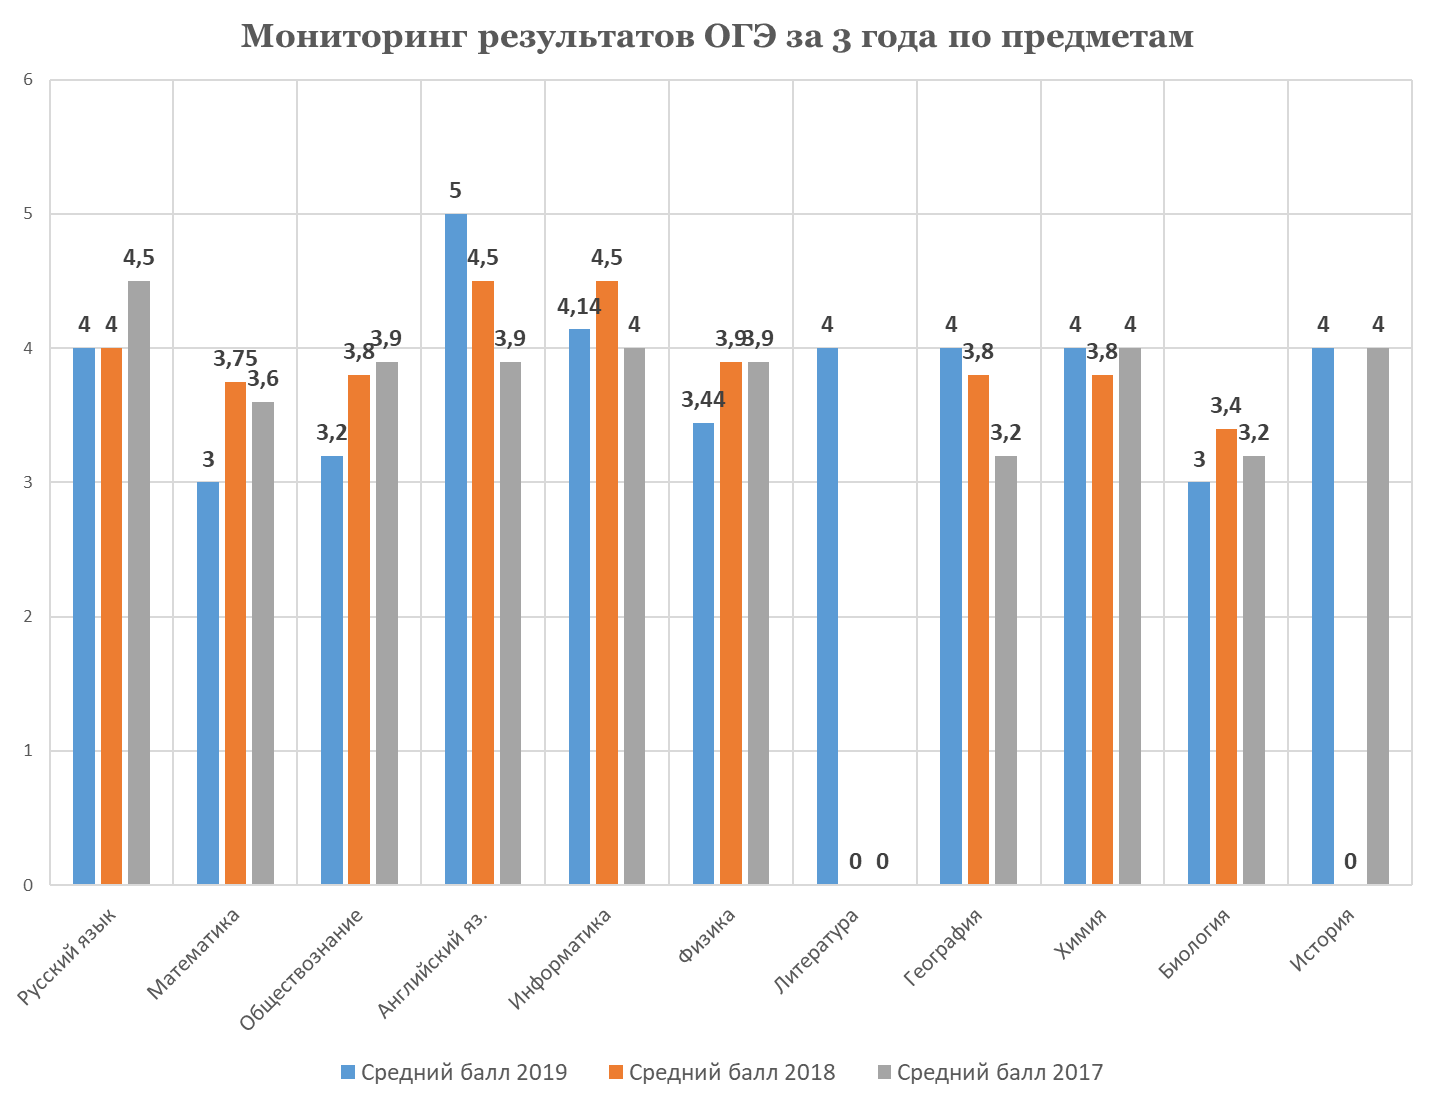 Мониторинг результатов ОГЭ за 3 года по предметам
6
5
4
3
2
1
0
4 4 4,5
3 3,75 3,6
3,2 3,8 3,9
5 4,5 3,9
4,14 4,5 4
3,44 3,9 3,9
4 0 0
4 3,8 3,2
4 3,8 4
3 3,4 3,2
4 0 4
Русский язык
Математика
Обществознание
Английский яз.
Информатика
Физика
Литература
География
Химия
Биология
История
Средний балл 2019 Средний балл 2018 Средний балл 2017